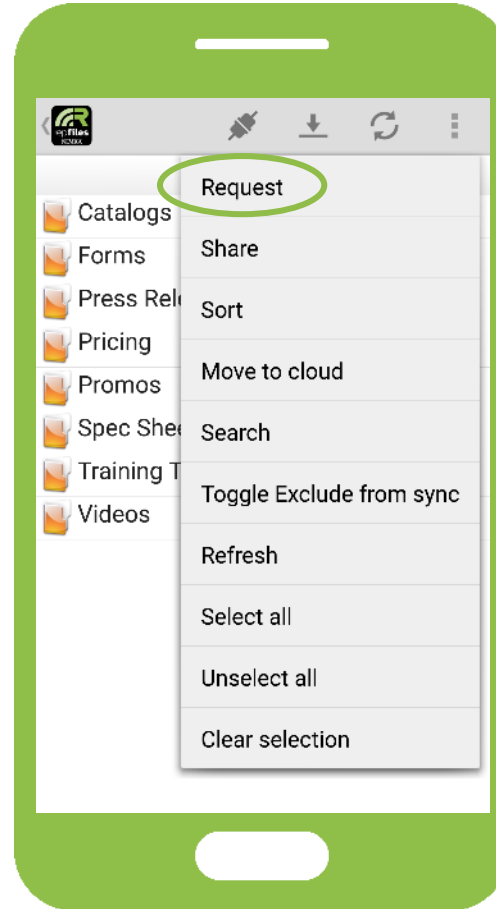 epFiles
Request
Catalogs
Share
Forms
Press Rel
Sort
Pricing
Move to cloud
Promos
Spec Shee
Search
Training T
Toggle Exclude from sync
Videos
Refresh
Select all
Unselect all
Clear selection